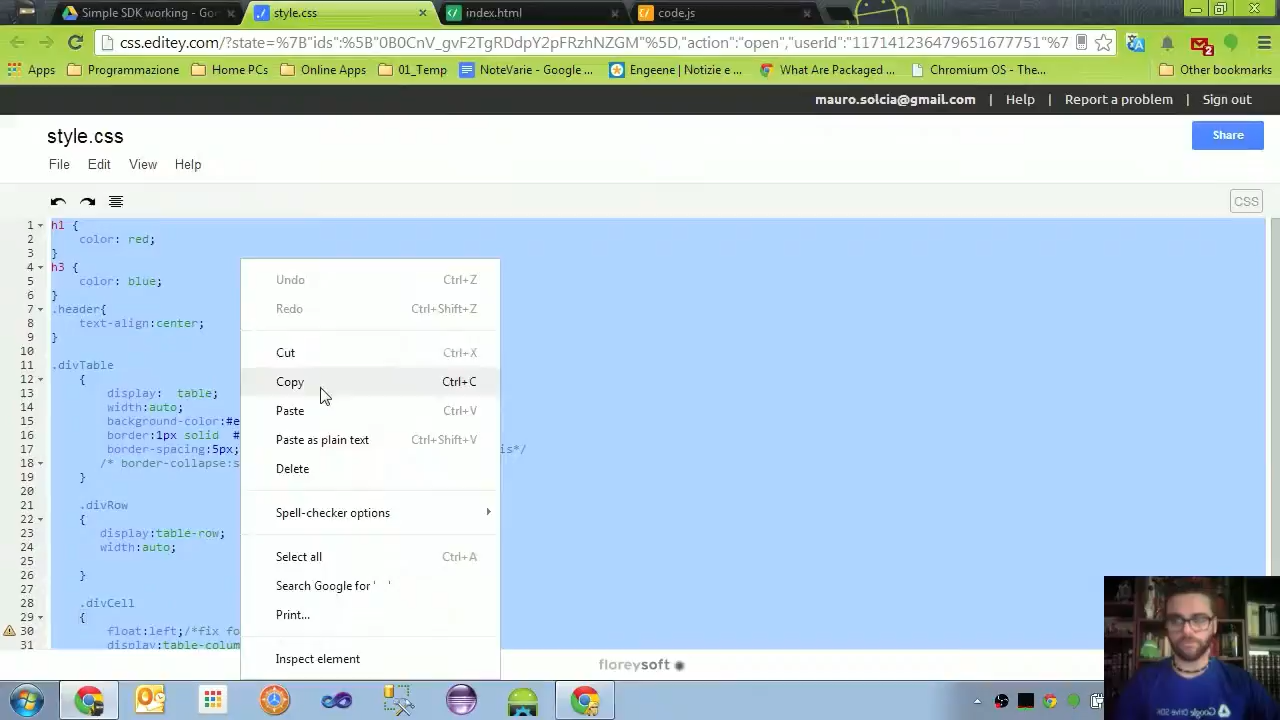 Simple SDK working - Goo
style.css
index.html
code.js
css.editey.com/?state=%7B"ids":%5B"0B0CnV_gvF2TgRDdpY2pFRzhNZGM"%5D,"action":"open","userId":"117141236479651677751"%7
2
Apps
Programmazione
Home PCs
Online Apps
01_Temp
NoteVarie - Google ...
Engeene | Notizie e ...
What Are Packaged ...
Chromium OS - The...
Other bookmarks
mauro.solcia@gmail.com | Help | Report a problem | Sign out
style.css
Share
File Edit View Help
CSS
1 h1 {
2 color: red;
3 }
4 h3 {
5 color: blue;
6 }
7 .header{
8 text-align:center;
9 }
10
11 .divTable
12 {
13 display: table;
14 width:auto;
15 background-color:#e
16 border:1px solid #
17 border-spacing:5px; is*/
18 /* border-collapse:s
19 }
20
21 .divRow
22 {
23 display:table-row;
24 width:auto;
25
26 }
27
28 .divCell
29 {
30 float:left;/*fix fo
31 display:table-colum
Undo Ctrl+Z
Redo Ctrl+Shift+Z
Cut Ctrl+X
Copy Ctrl+C
Paste Ctrl+V
Paste as plain text Ctrl+Shift+V
Delete
Spell-checker options
Select all Ctrl+A
Search Google for ' '
Print...
Inspect element
floreysoft
Google Drive SDK